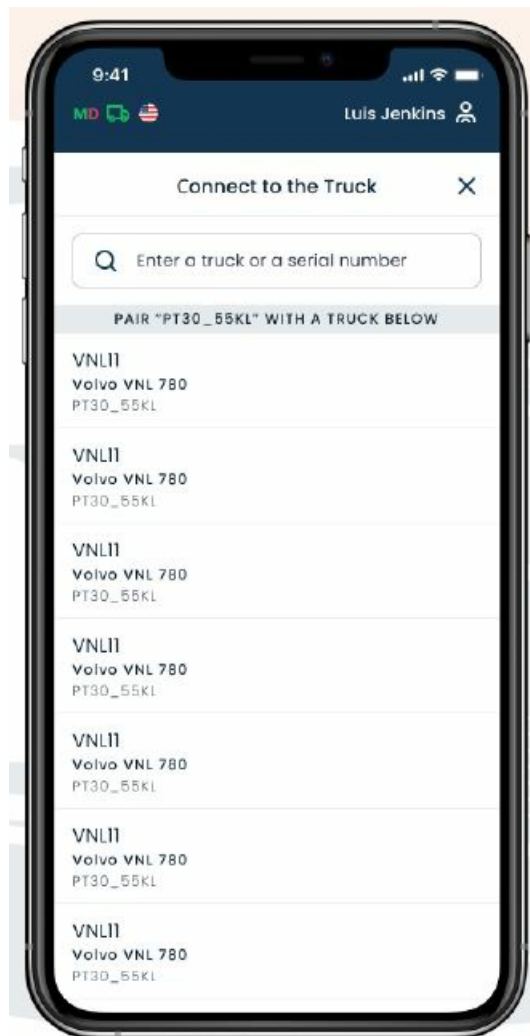 9:41
MD
Luis Jenkins
Connect to the Truck
Enter a truck or a serial number
PAIR "PT30_55KL" WITH A TRUCK BELOW
VNL11
Volvo VNL 780
PT30_55KL
VNL11
Volvo VNL 780
PT30_55KL
VNL11
Volvo VNL 780
PT30_55KL
VNL11
Volvo VNL 780
PT30_55KL
VNL11
Volvo VNL 780
PT30_55KL
VNL11
Volvo VNL 780
PT30_55KL
VNL11
Volvo VNL 780
PT30_55KL